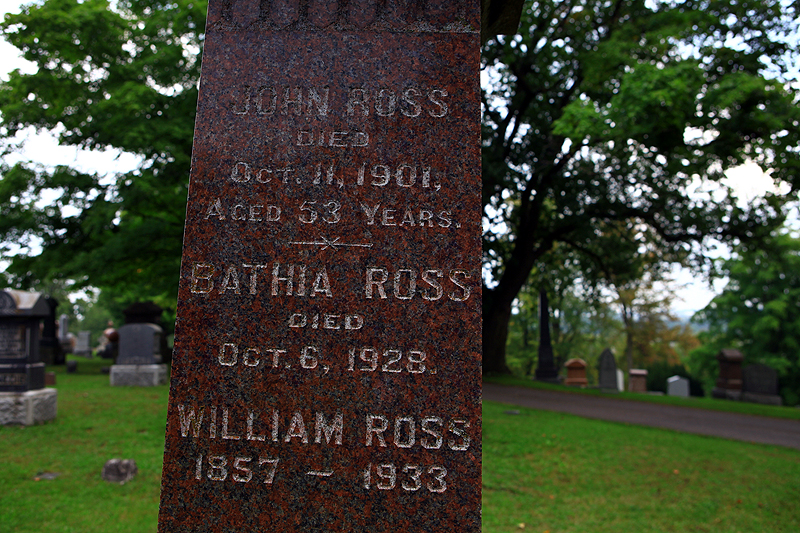 JOHN ROSS
DIED
OCT. 11, 1901,
AGED 53 YEARS.
BATHIA ROSS
DIED
OCT. 6, 1928.
WILLIAM ROSS
1857 – 1933